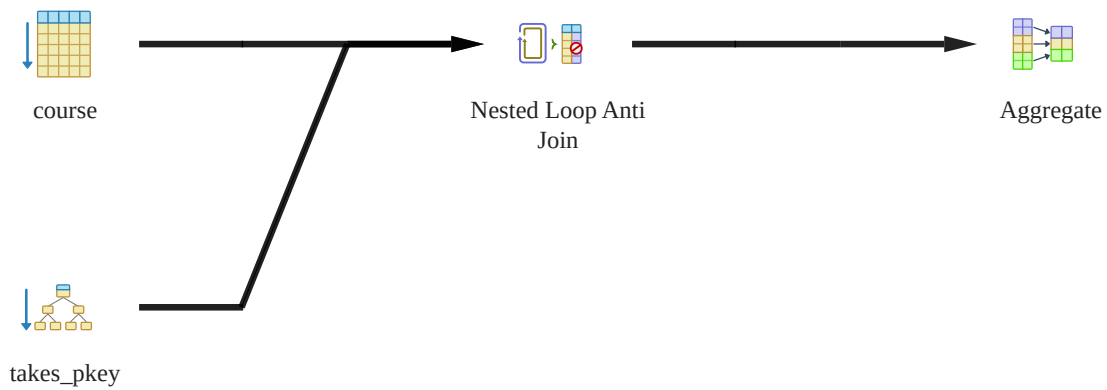 course
Nested Loop Anti
Join
Aggregate
takes_pkey